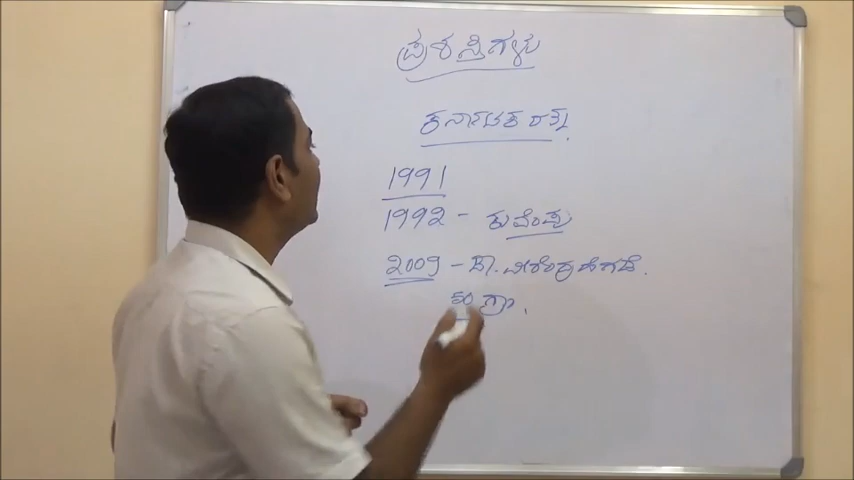 ಪ್ರಶಸ್ತಿಗಳು
ಕರ್ನಾಟಕ ರತ್ನ.
1991
1992 - ಕುವೆಂಪು
2009 - ಡಾ. ವೀರೇಂದ್ರ ಹೆಗಡೆ.
50 ಗ್ರಾ.